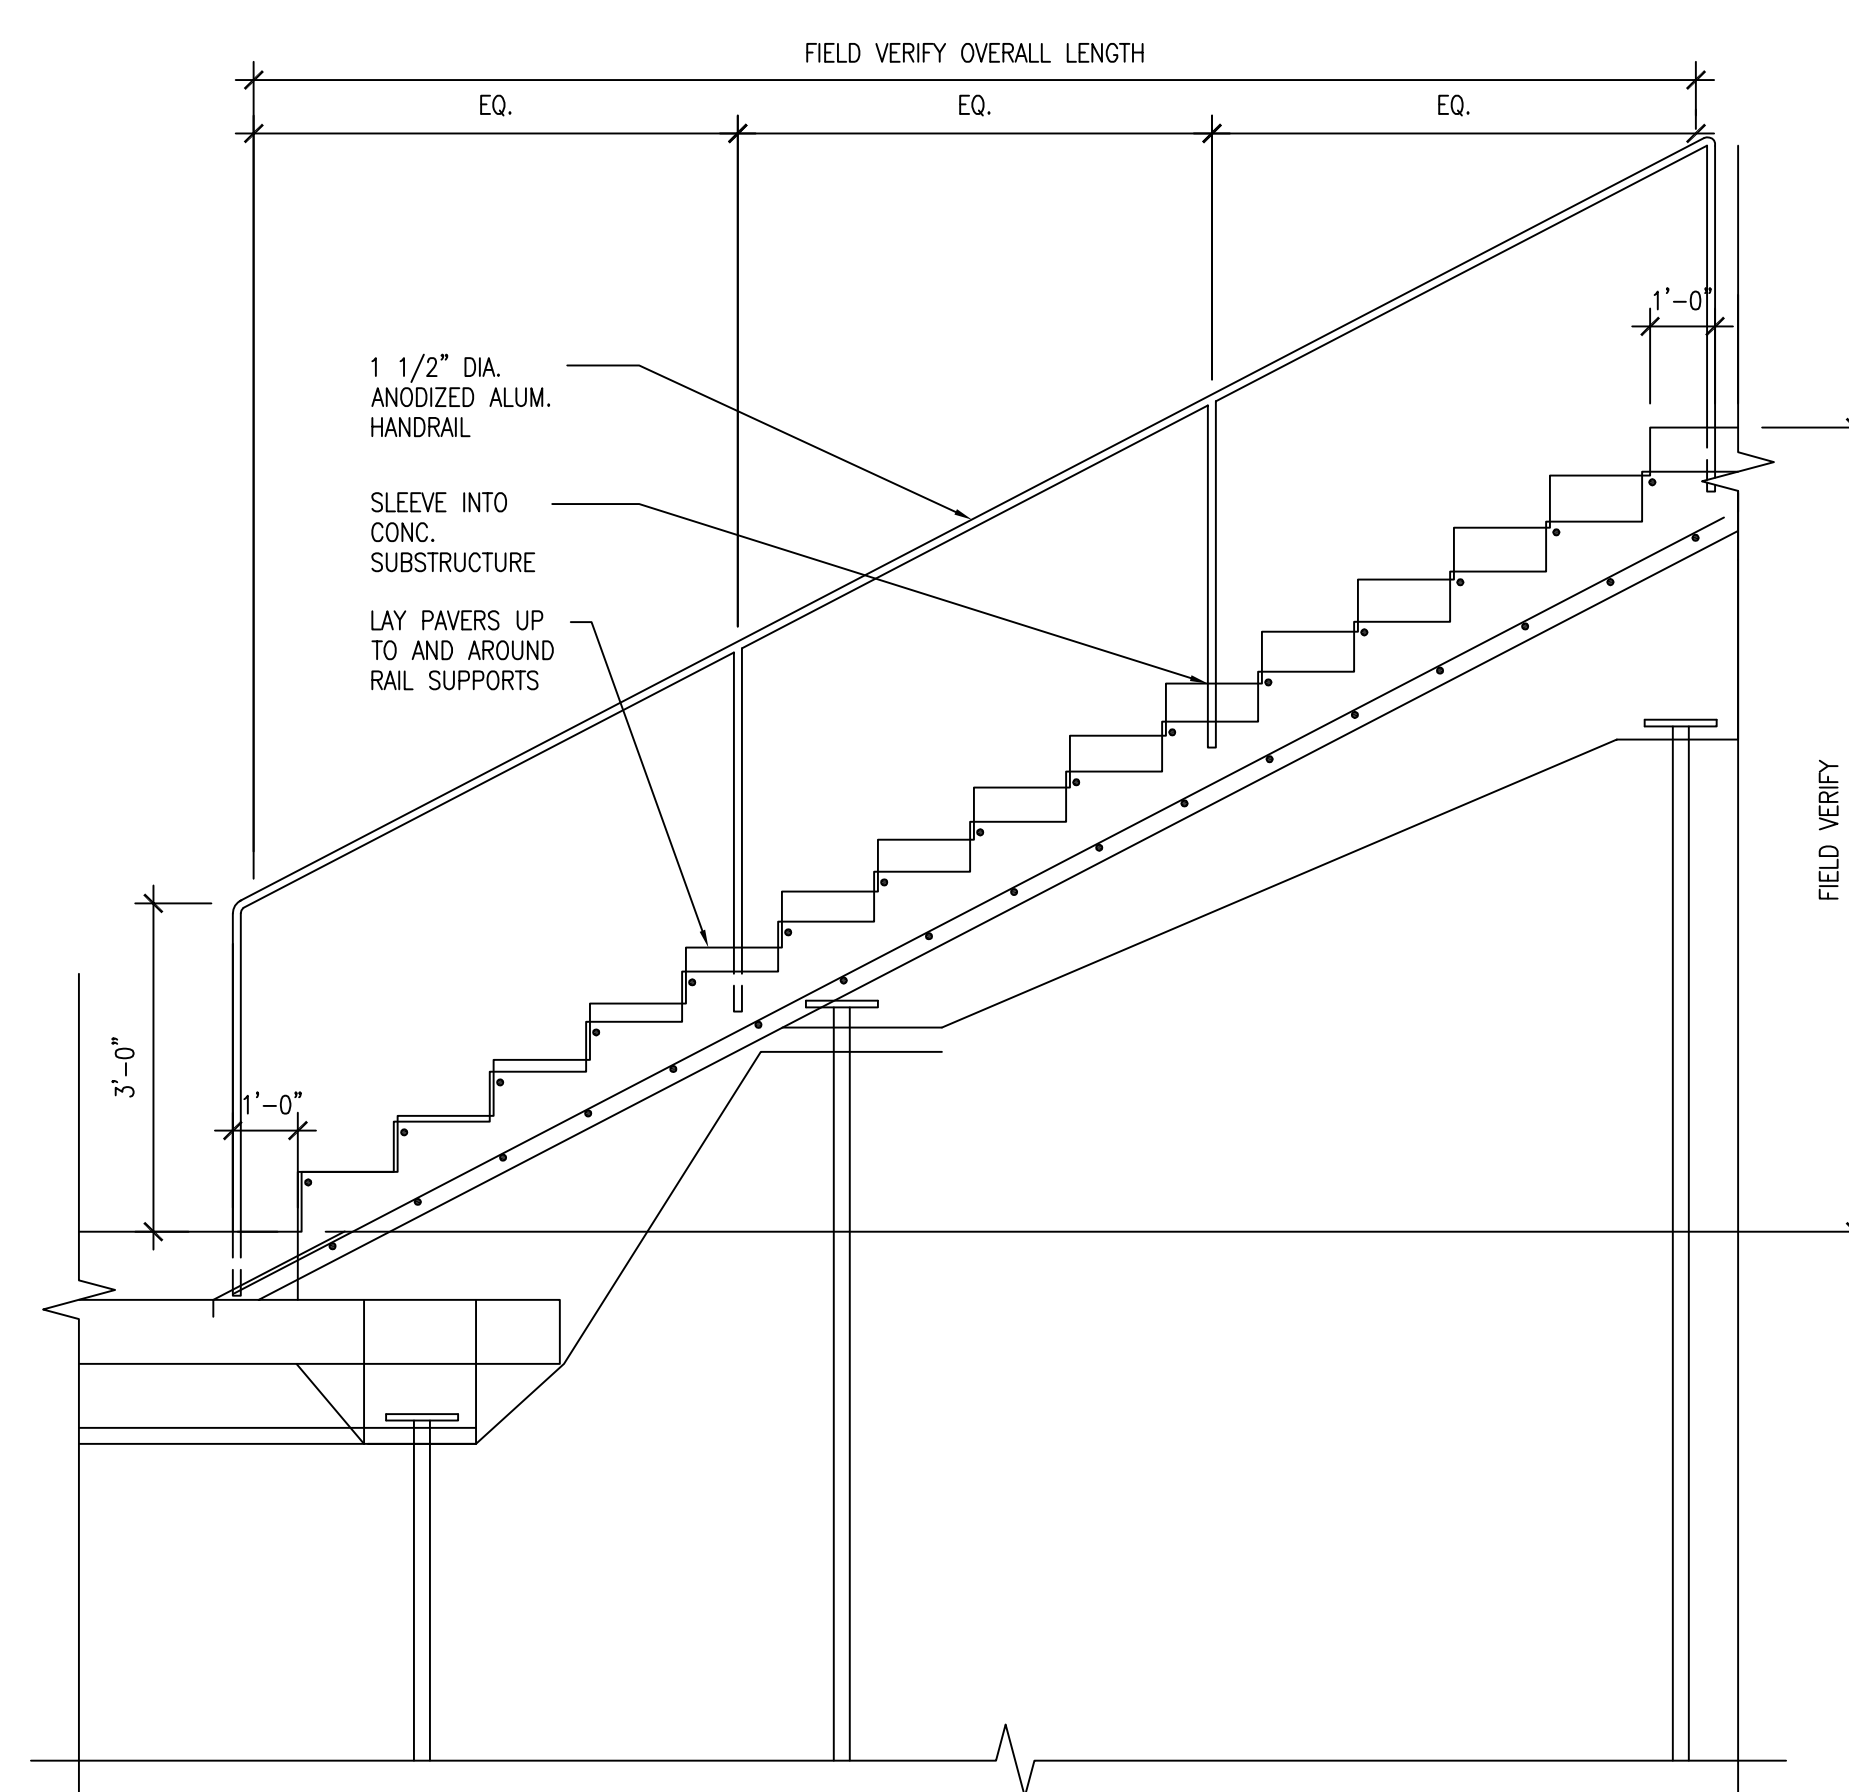 FIELD VERIFY OVERALL LENGTH
EQ.
EQ.
EQ.
1'-0"
1 1/2" DIA.
ANODIZED ALUM.
HANDRAIL
SLEEVE INTO
CONC.
SUBSTRUCTURE
LAY PAVERS UP
TO AND AROUND
RAIL SUPPORTS
FIELD VERIFY
3'-0"
1'-0"